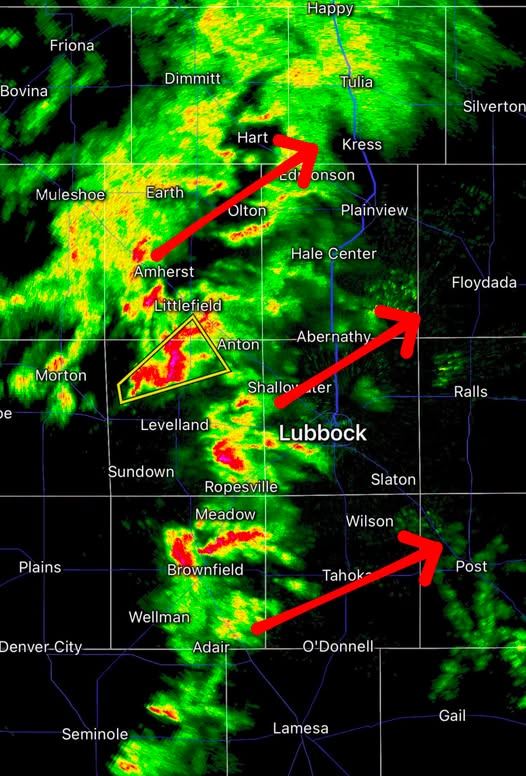 Happy
Friona
Dimmitt
Tulia
Bovina
Silverton
Hart
Kress
Edmonson
Muleshoe
Earth
Olton
Plainview
Hale Center
Amherst
Floydada
Littlefield
Abernathy
Anton
Morton
Shallowater
Ralls
oe
Levelland
Lubbock
Sundown
Slaton
Ropesville
Meadow
Wilson
Plains
Brownfield
Tahoka
Post
Wellman
Denver City
Adair
O'Donnell
Gail
Seminole
Lamesa